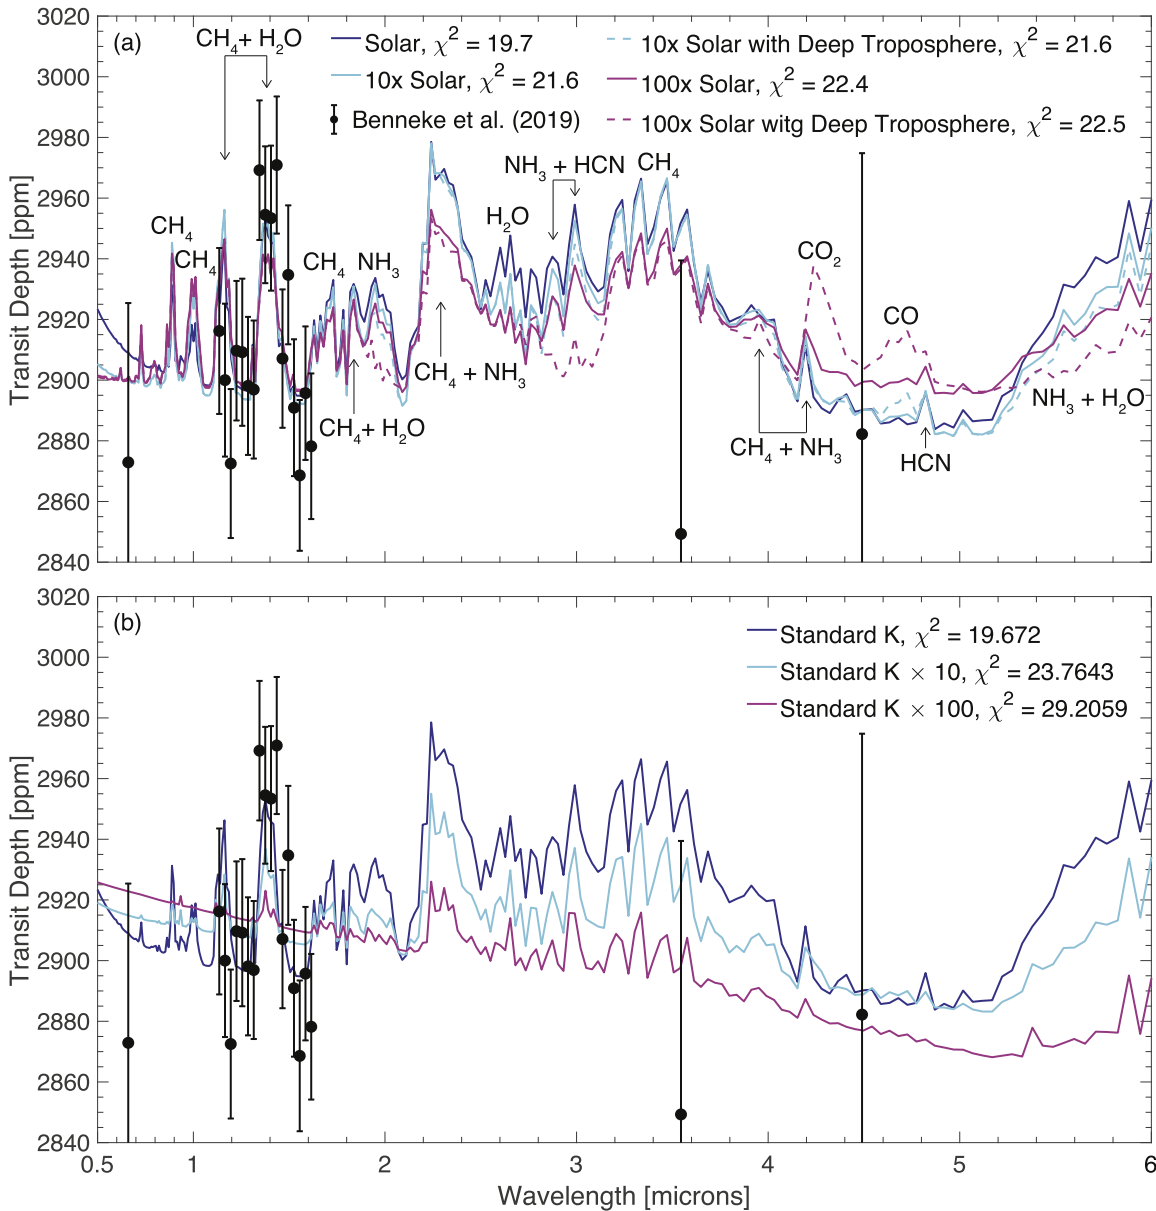 (a)
CH₄+ H₂O
Solar, χ² = 19.7
10x Solar, χ² = 21.6
Benneke et al. (2019)
10x Solar with Deep Troposphere, χ² = 21.6
100x Solar, χ² = 22.4
100x Solar witg Deep Troposphere, χ² = 22.5
CH₄
CH₄
CH₄
NH₃
H₂O
NH₃ + HCN
CH₄
CO₂
CO
CH₄ + NH₃
CH₄+ H₂O
CH₄ + NH₃
HCN
NH₃ + H₂O
Transit Depth [ppm]
3020
3000
2980
2960
2940
2920
2900
2880
2860
2840
(b)
Standard K, χ² = 19.672
Standard K × 10, χ² = 23.7643
Standard K × 100, χ² = 29.2059
Transit Depth [ppm]
3020
3000
2980
2960
2940
2920
2900
2880
2860
2840
0.5 1 2 3 4 5 6
Wavelength [microns]